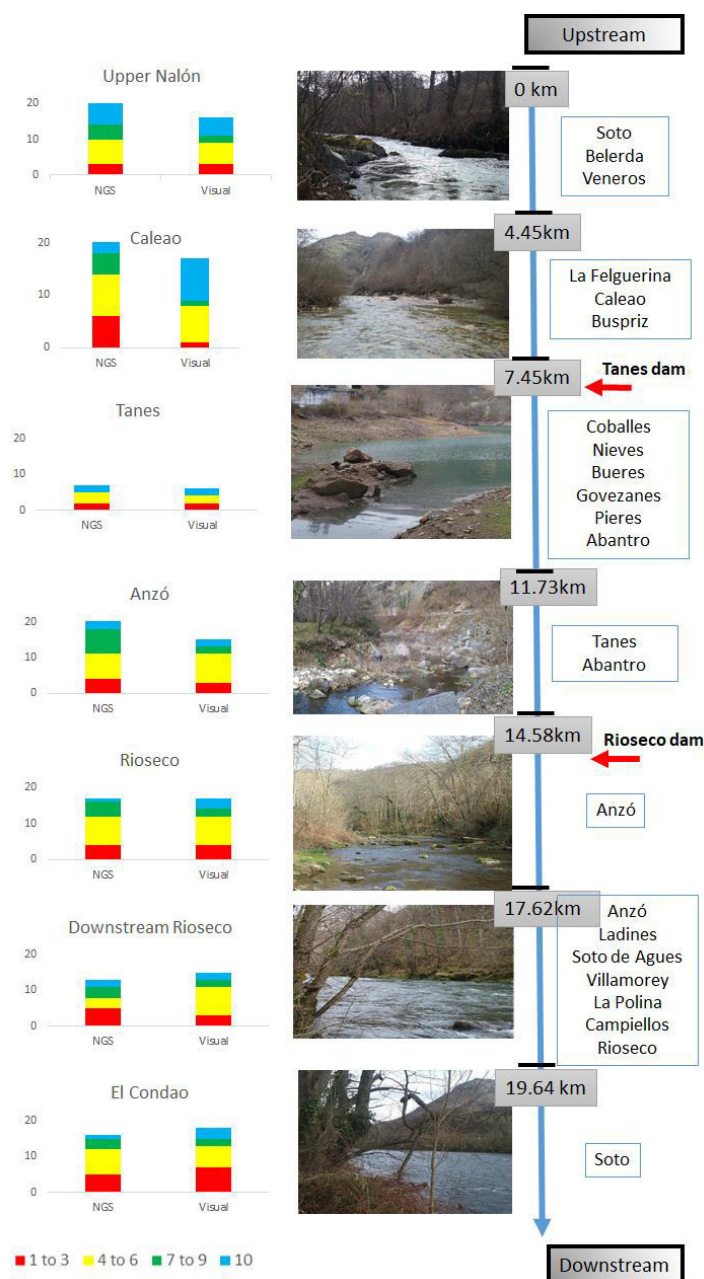 Upstream
Upper Nalón
20
10
0
NGS
Visual
0 km
Soto
Belerda
Veneros
Caleao
20
10
0
NGS
Visual
4.45km
La Felguerina
Caleao
Buspriz
Tanes
20
10
0
NGS
Visual
7.45km
Tanes dam
Coballes
Nieves
Bueres
Govezanes
Pieres
Abantro
Anzó
20
10
0
NGS
Visual
11.73km
Tanes
Abantro
Rioseco
20
10
0
NGS
Visual
14.58km
Rioseco dam
Anzó
Downstream Rioseco
20
10
0
NGS
Visual
17.62km
Anzó
Ladines
Soto de Agues
Villamorey
La Polina
Campiellos
Rioseco
El Condao
20
10
0
NGS
Visual
19.64 km
Soto
1 to 3 4 to 6 7 to 9 10
Downstream